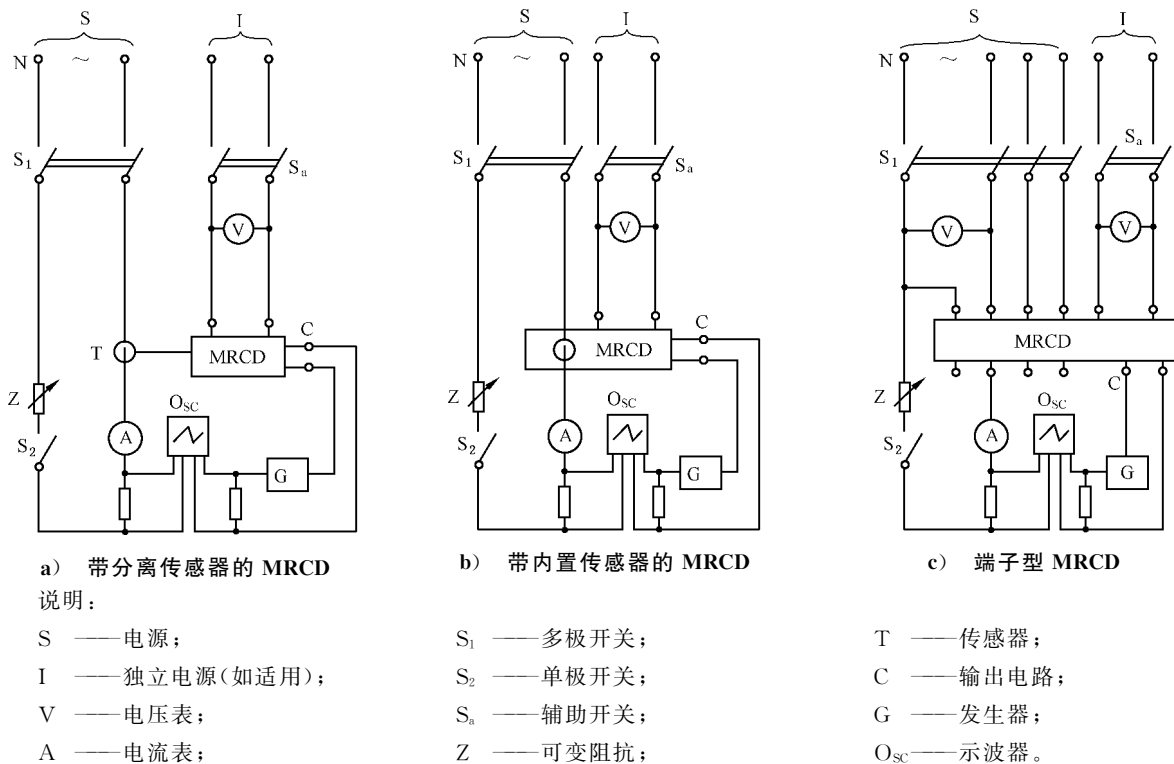 S I
N ~
S₁ Sₐ
V
T MRCD C
Z
O_SC
S₂ A G
a） 带分离传感器的 MRCD
S I
N ~
S₁ Sₐ
V
MRCD C
Z
O_SC
S₂ A G
b） 带内置传感器的 MRCD
S I
N ~
S₁ Sₐ
V V
MRCD
C
Z
O_SC
S₂ A G
c） 端子型 MRCD
说明：
S ——电源；
I ——独立电源（如适用）；
V ——电压表；
A ——电流表；
S₁ ——多极开关；
S₂ ——单极开关；
Sₐ ——辅助开关；
Z ——可变阻抗；
T ——传感器；
C ——输出电路；
G ——发生器；
O_SC——示波器。